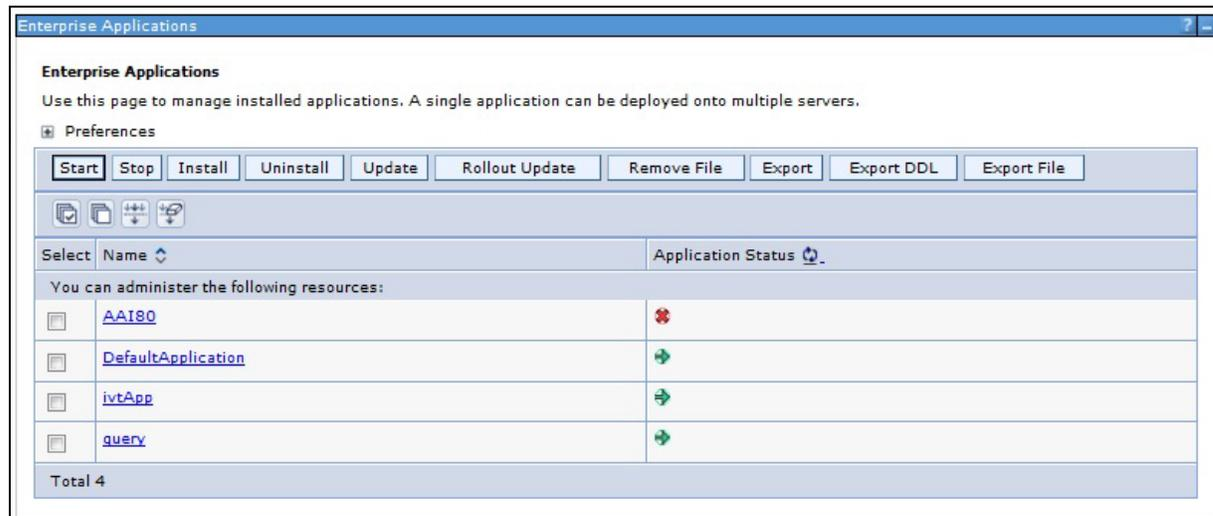 Enterprise Applications ? –
Enterprise Applications
Use this page to manage installed applications. A single application can be deployed onto multiple servers.
+ Preferences
Start Stop Install Uninstall Update Rollout Update Remove File Export Export DDL Export File
Select Name Application Status
You can administer the following resources:
AAI80
DefaultApplication
ivtApp
query
Total 4